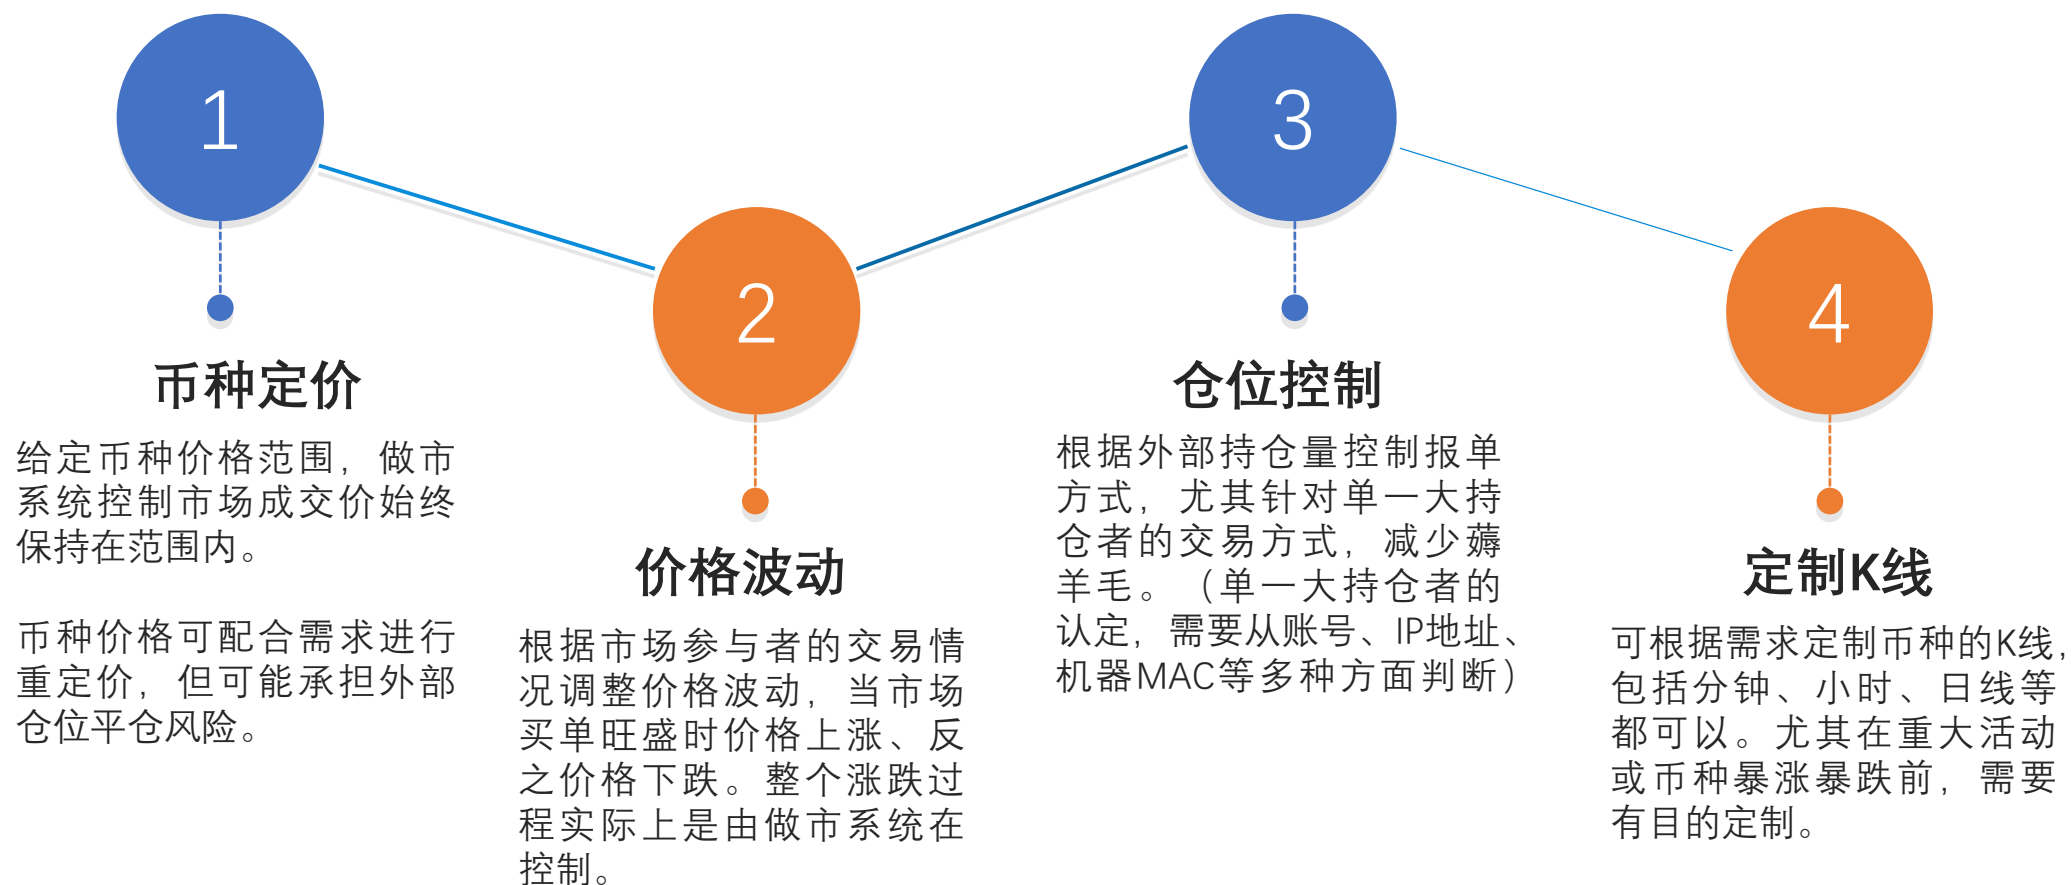 1
币种定价
给定币种价格范围，做市
系统控制市场成交价始终
保持在范围内。
币种价格可配合需求进行
重定价，但可能承担外部
仓位平仓风险。
2
价格波动
根据市场参与者的交易情
况调整价格波动，当市场
买单旺盛时价格上涨、反
之价格下跌。整个涨跌过
程实际上是由做市系统在
控制。
3
仓位控制
根据外部持仓量控制报单
方式，尤其针对单一大持
仓者的交易方式，减少薅
羊毛。（单一大持仓者的
认定，需要从账号、IP地址、
机器MAC等多种方面判断）
4
定制K线
可根据需求定制币种的K线，
包括分钟、小时、日线等
都可以。尤其在重大活动
或币种暴涨暴跌前，需要
有目的定制。